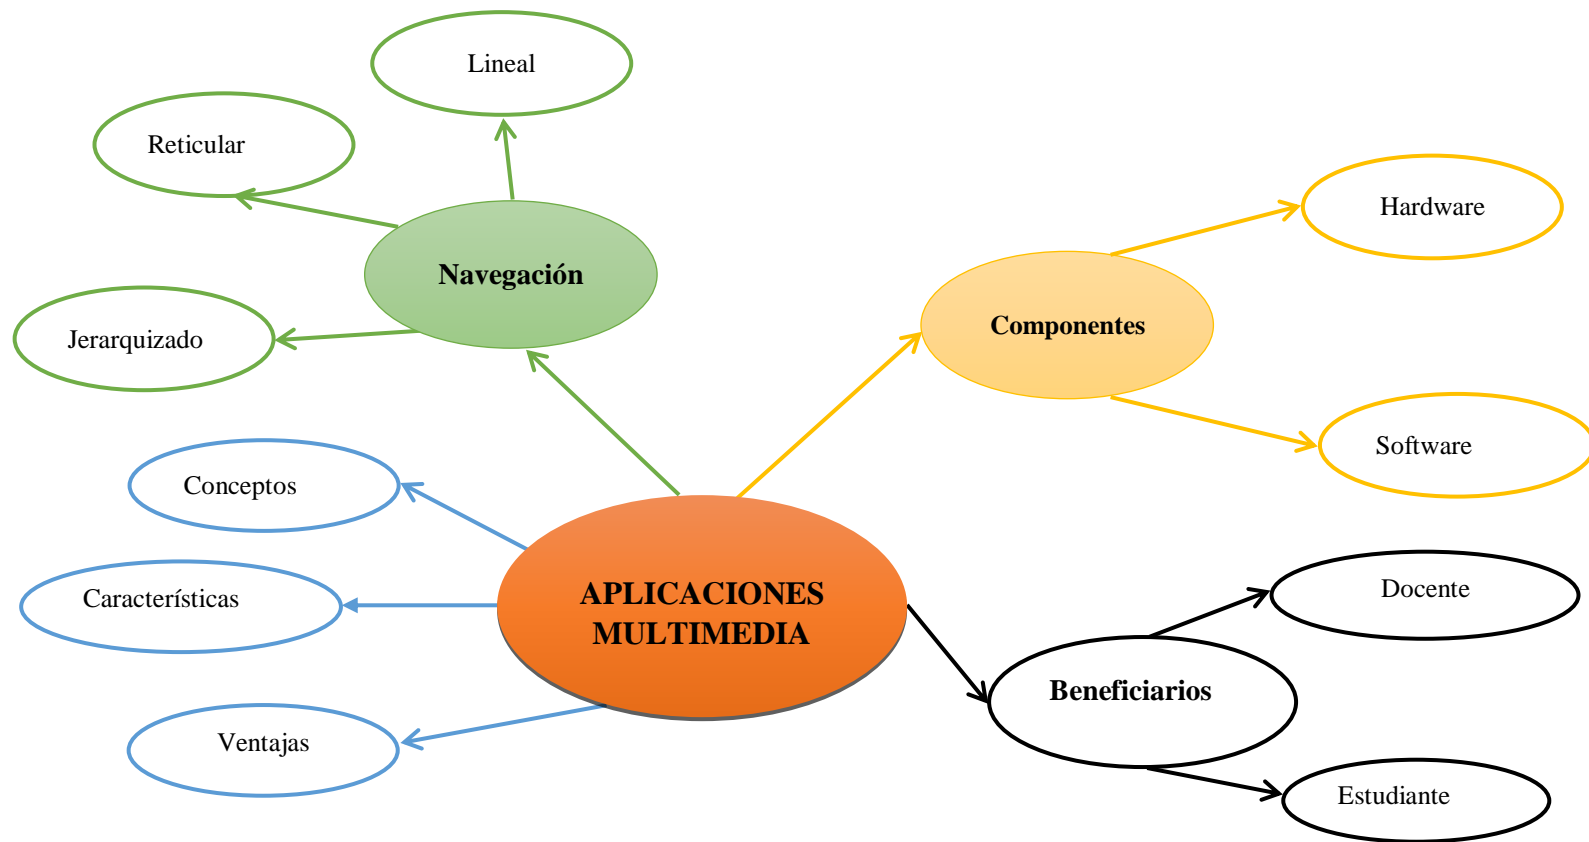 Lineal
Reticular
Hardware
Navegación
Componentes
Jerarquizado
Software
Conceptos
Características
APLICACIONES
MULTIMEDIA
Docente
Beneficiarios
Ventajas
Estudiante